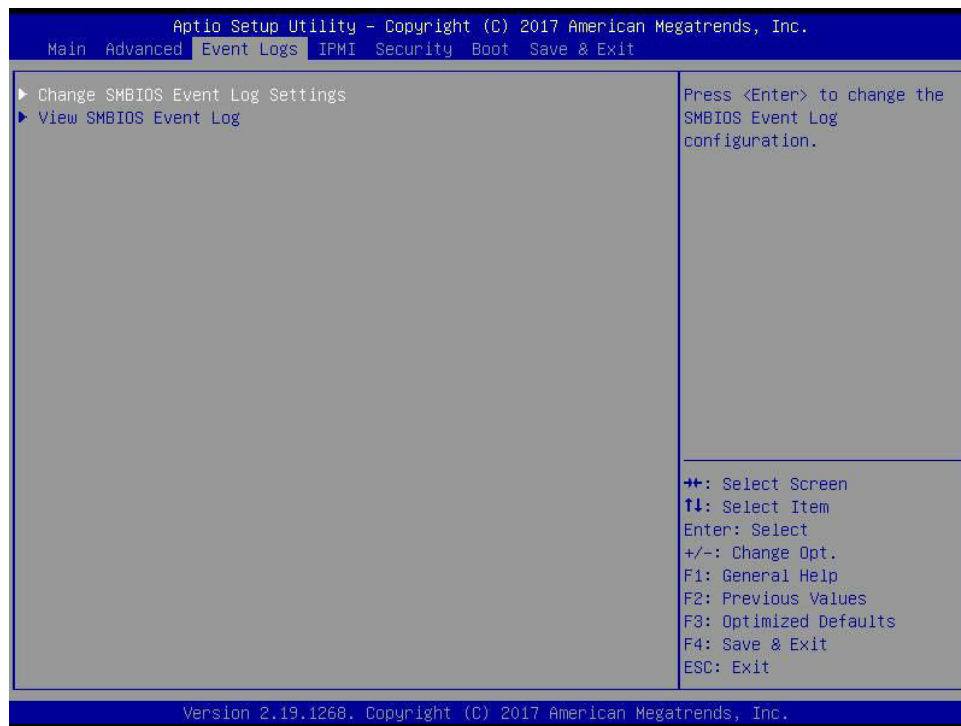 Aptio Setup Utility – Copyright (C) 2017 American Megatrends, Inc.
Main Advanced Event Logs IPMI Security Boot Save & Exit
▶ Change SMBIOS Event Log Settings
▶ View SMBIOS Event Log
Press <Enter> to change the
SMBIOS Event Log
configuration.
→←: Select Screen
↑↓: Select Item
Enter: Select
+/-: Change Opt.
F1: General Help
F2: Previous Values
F3: Optimized Defaults
F4: Save & Exit
ESC: Exit
Version 2.19.1268. Copyright (C) 2017 American Megatrends, Inc.